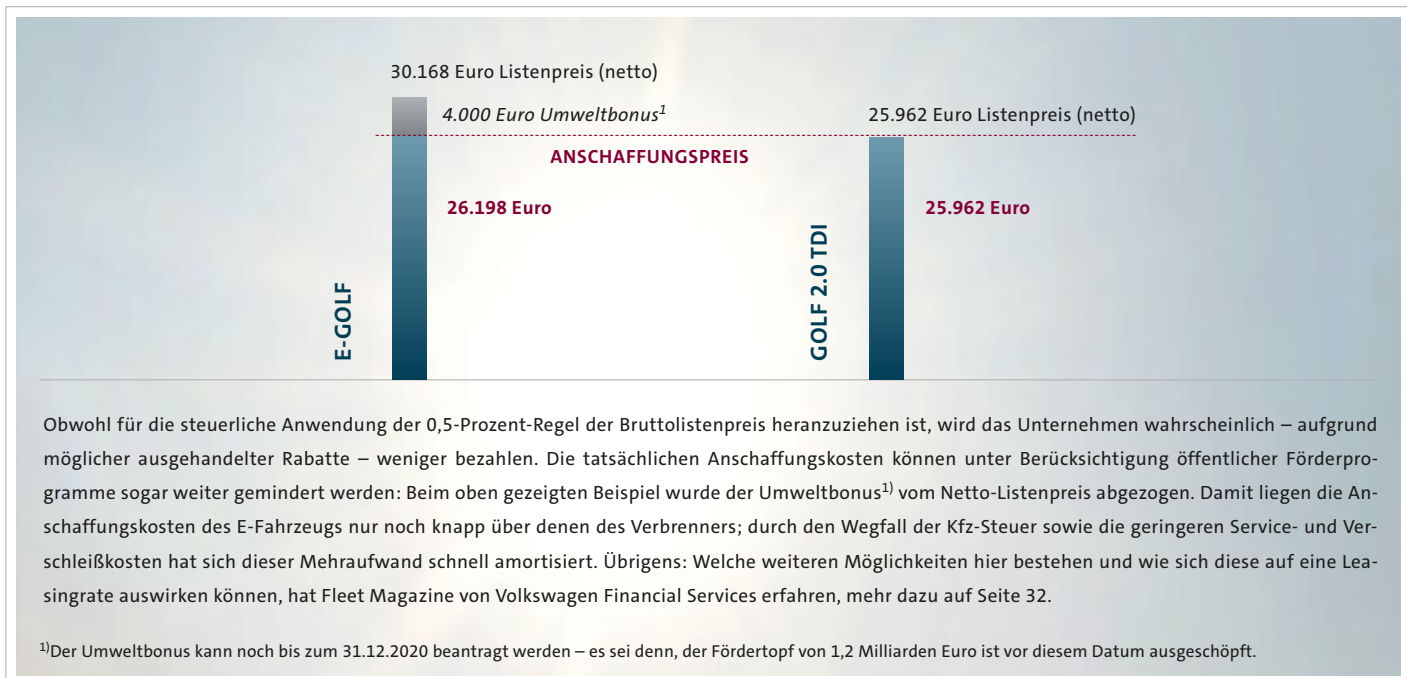 30.168 Euro Listenpreis (netto)
4.000 Euro Umweltbonus¹
25.962 Euro Listenpreis (netto)
ANSCHAFFUNGSPREIS
26.198 Euro
25.962 Euro
E-GOLF
GOLF 2.0 TDI
Obwohl für die steuerliche Anwendung der 0,5-Prozent-Regel der Bruttolistenpreis heranzuziehen ist, wird das Unternehmen wahrscheinlich – aufgrund
möglicher ausgehandelter Rabatte – weniger bezahlen. Die tatsächlichen Anschaffungskosten können unter Berücksichtigung öffentlicher Förderpro-
gramme sogar weiter gemindert werden: Beim oben gezeigten Beispiel wurde der Umweltbonus¹⁾ vom Netto-Listenpreis abgezogen. Damit liegen die An-
schaffungskosten des E-Fahrzeugs nur noch knapp über denen des Verbrenners; durch den Wegfall der Kfz-Steuer sowie die geringeren Service- und Ver-
schleißkosten hat sich dieser Mehraufwand schnell amortisiert. Übrigens: Welche weiteren Möglichkeiten hier bestehen und wie sich diese auf eine Lea-
singrate auswirken können, hat Fleet Magazine von Volkswagen Financial Services erfahren, mehr dazu auf Seite 32.
¹⁾Der Umweltbonus kann noch bis zum 31.12.2020 beantragt werden – es sei denn, der Fördertopf von 1,2 Milliarden Euro ist vor diesem Datum ausgeschöpft.